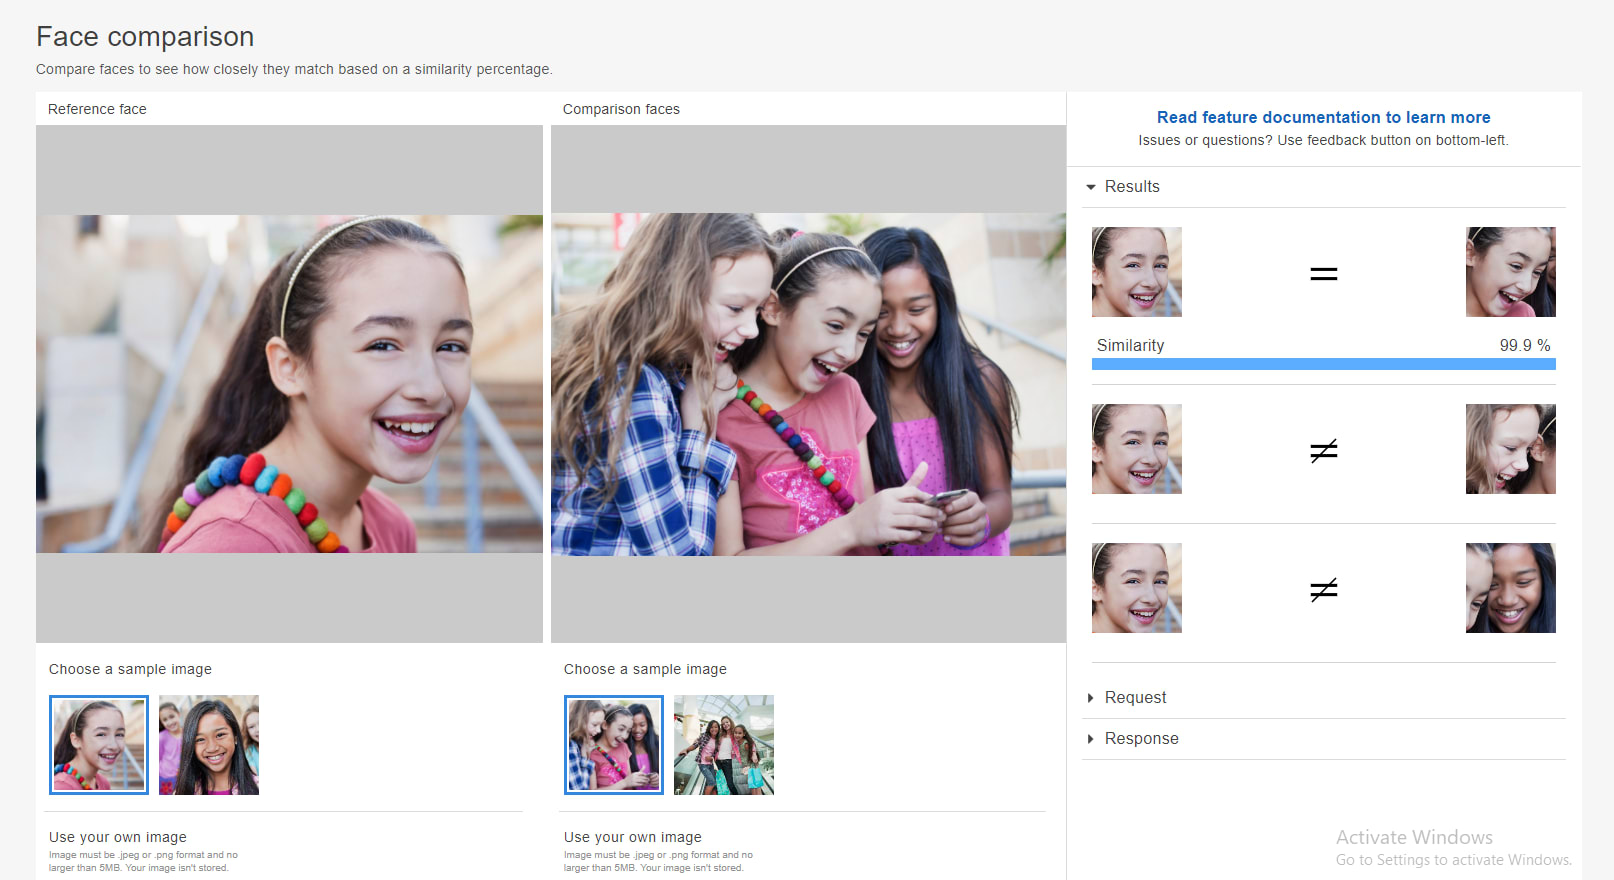 Face comparison
Compare faces to see how closely they match based on a similarity percentage.
Reference face
Comparison faces
Read feature documentation to learn more
Issues or questions? Use feedback button on bottom-left.
Results
=
Similarity 99.9 %
≠
≠
Choose a sample image
Choose a sample image
Request
Response
Use your own image
Image must be .jpeg or .png format and no
larger than 5MB. Your image isn't stored.
Use your own image
Image must be .jpeg or .png format and no
larger than 5MB. Your image isn't stored.
Activate Windows
Go to Settings to activate Windows.